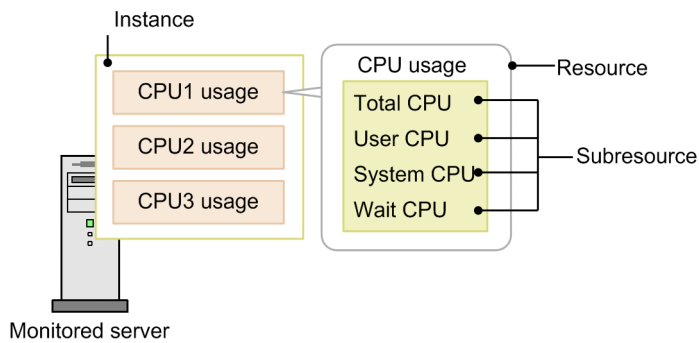 Instance
CPU usage
Resource
CPU1 usage
Total CPU
User CPU
CPU2 usage
Subresource
System CPU
CPU3 usage
Wait CPU
Monitored server